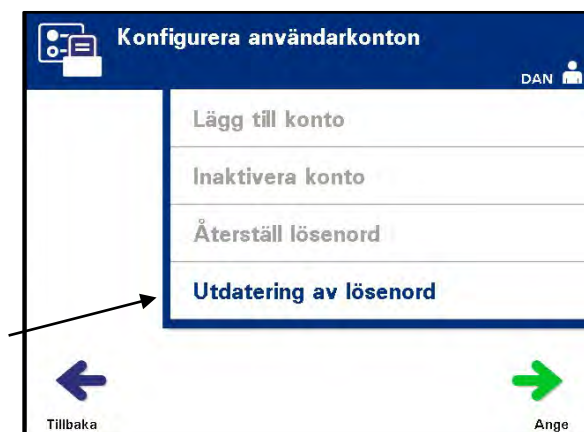 Konfigurera användarkonton
DAN
Lägg till konto
Inaktivera konto
Återställ lösenord
Utdatering av lösenord
Tillbaka
Ange